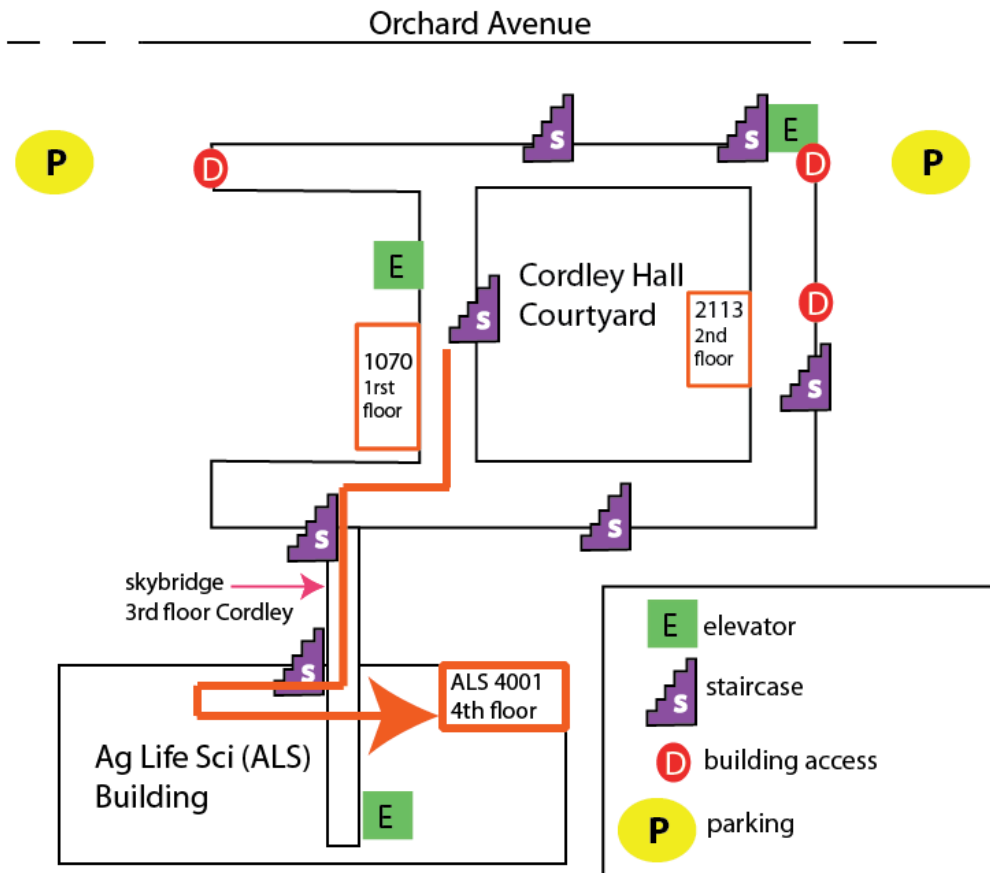 Orchard Avenue
S
S
E
P
D
D
P
E
S
Cordley Hall
Courtyard
2113
2nd
floor
D
1070
1rst
floor
S
S
S
skybridge
3rd floor Cordley
E elevator
S
ALS 4001
4th floor
S staircase
Ag Life Sci (ALS)
Building
D building access
E
P parking